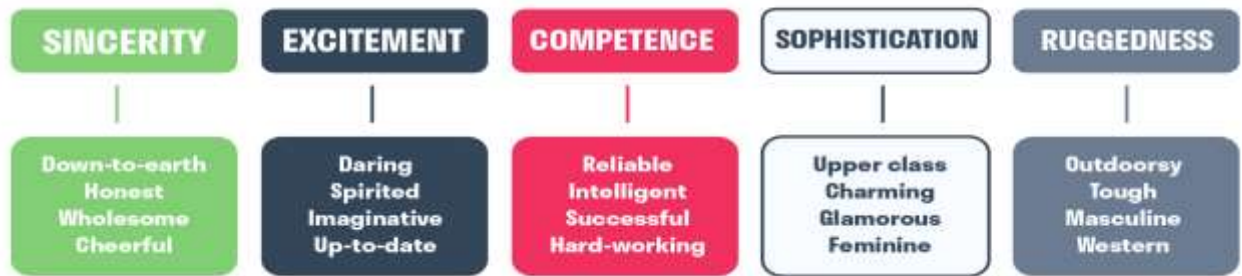 SINCERITY
Down-to-earth
Honest
Wholesome
Cheerful
EXCITEMENT
Daring
Spirited
Imaginative
Up-to-date
COMPETENCE
Reliable
Intelligent
Successful
Hard-working
SOPHISTICATION
Upper class
Charming
Glamorous
Feminine
RUGGEDNESS
Outdoorsy
Tough
Masculine
Western